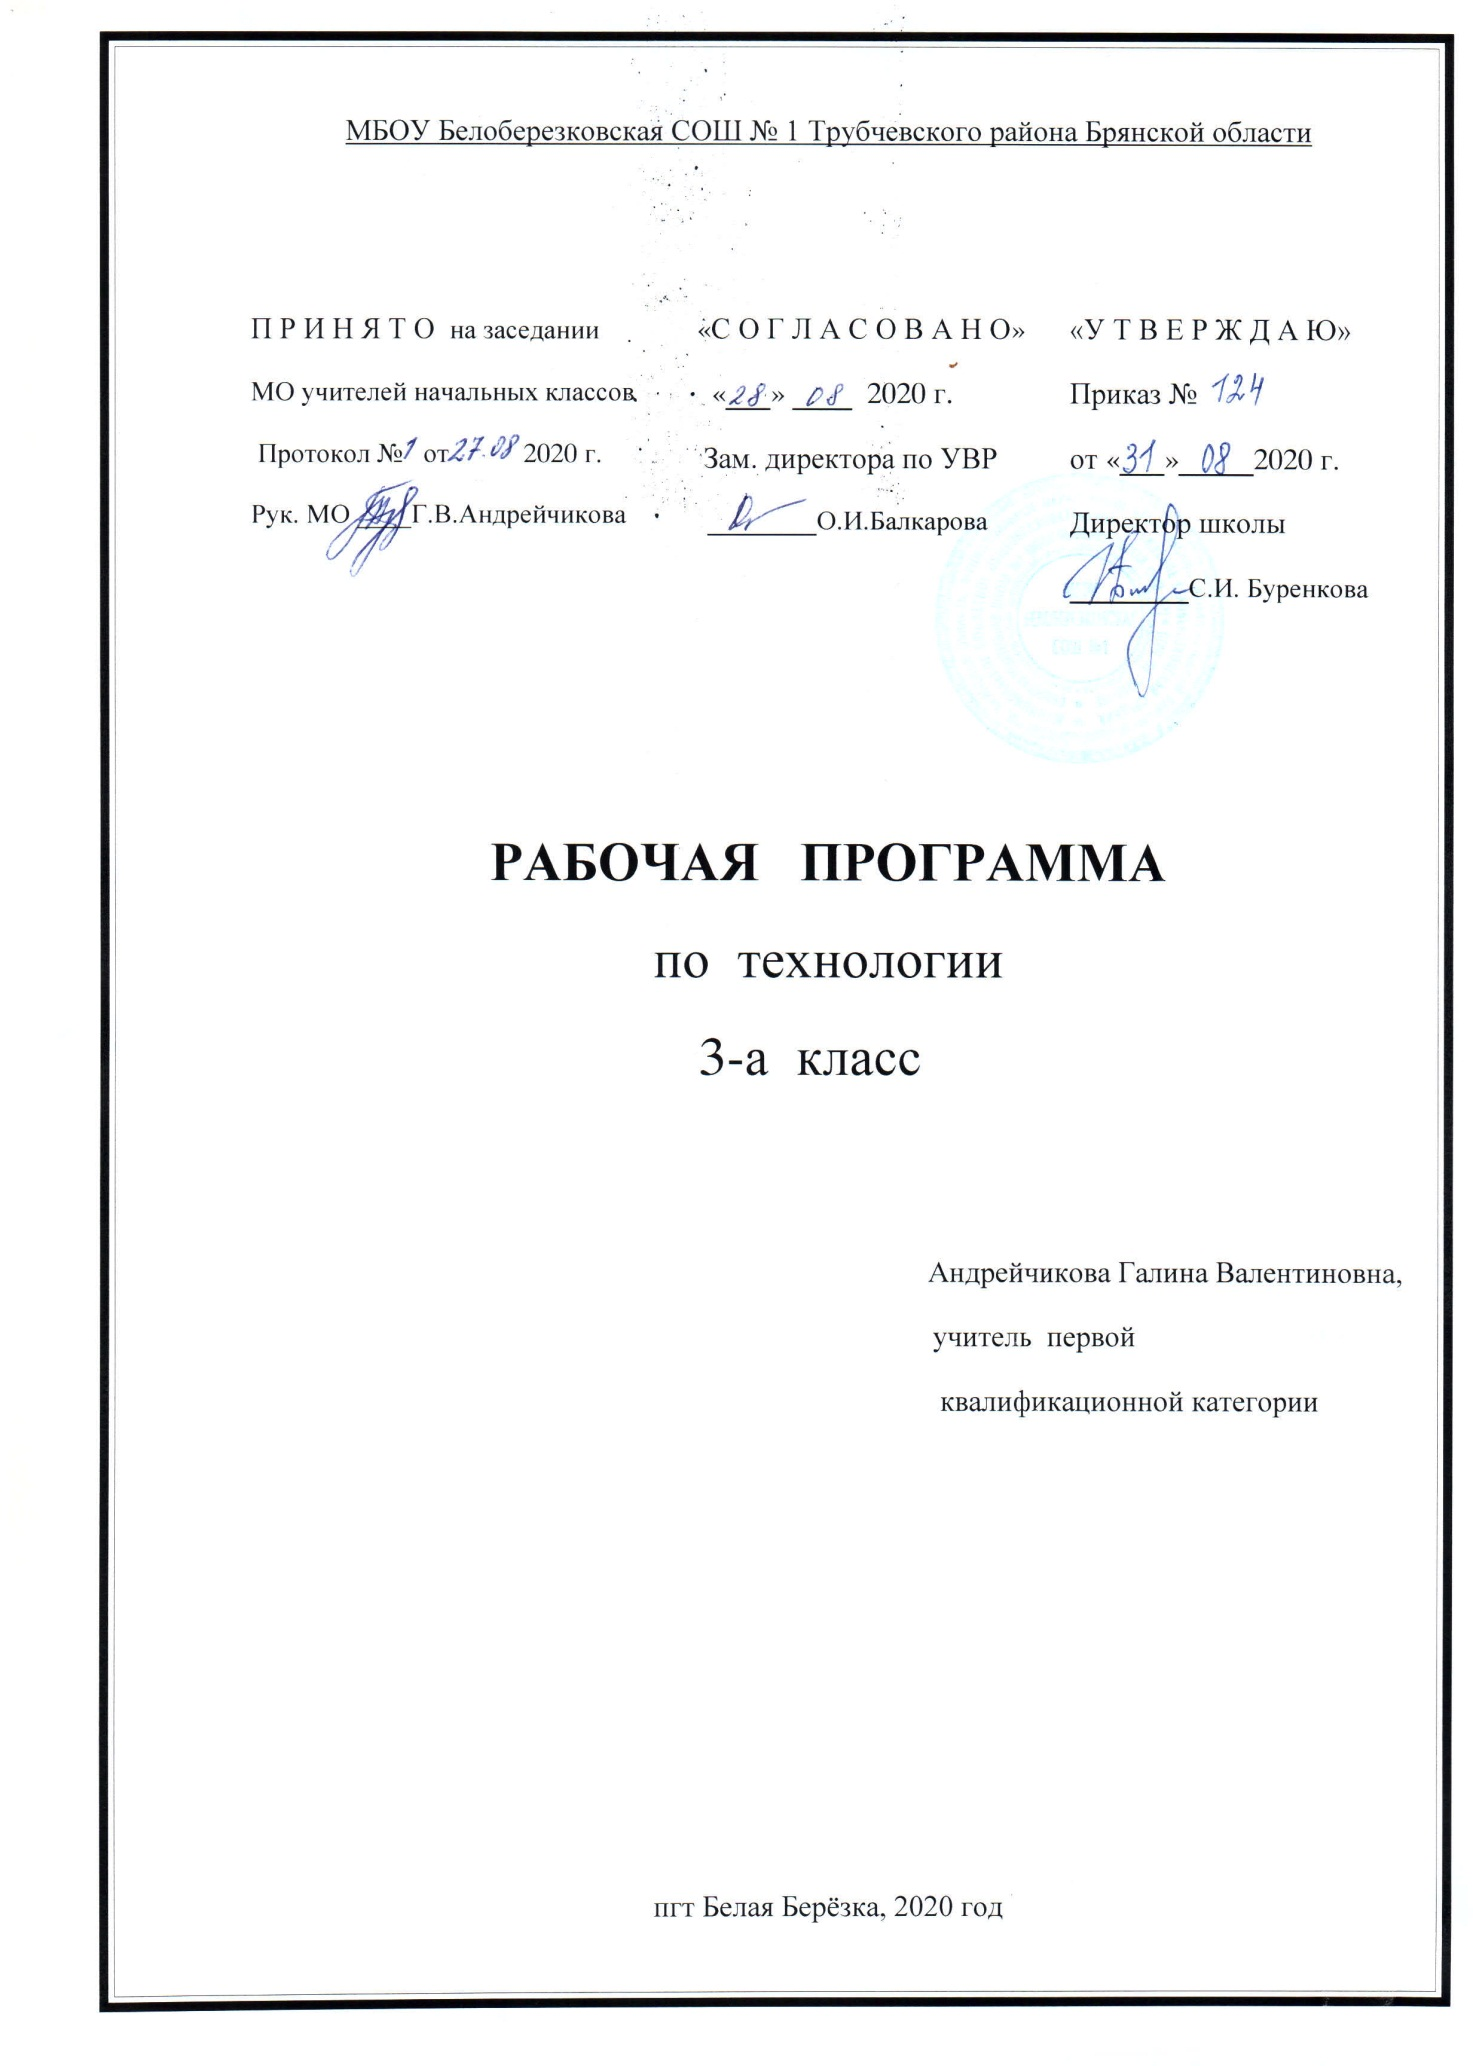 МБОУ Белоберезковская СОШ № 1 Трубчевского района Брянской области
П Р И Н Я Т О на заседании
МО учителей начальных классов
Протокол №1 от 27.08 2020 г.
Рук. МО ____Г.В.Андрейчикова
«С О Г Л А С О В А Н О»
«28» 08 2020 г.
Зам. директора по УВР
________О.И.Балкарова
«У Т В Е Р Ж Д А Ю»
Приказ № 124
от «31» 08 2020 г.
Директор школы
________С.И. Буренкова
РАБОЧАЯ ПРОГРАММА
по технологии
3-а класс
Андрейчикова Галина Валентиновна,
учитель первой
квалификационной категории
пгт Белая Берёзка, 2020 год